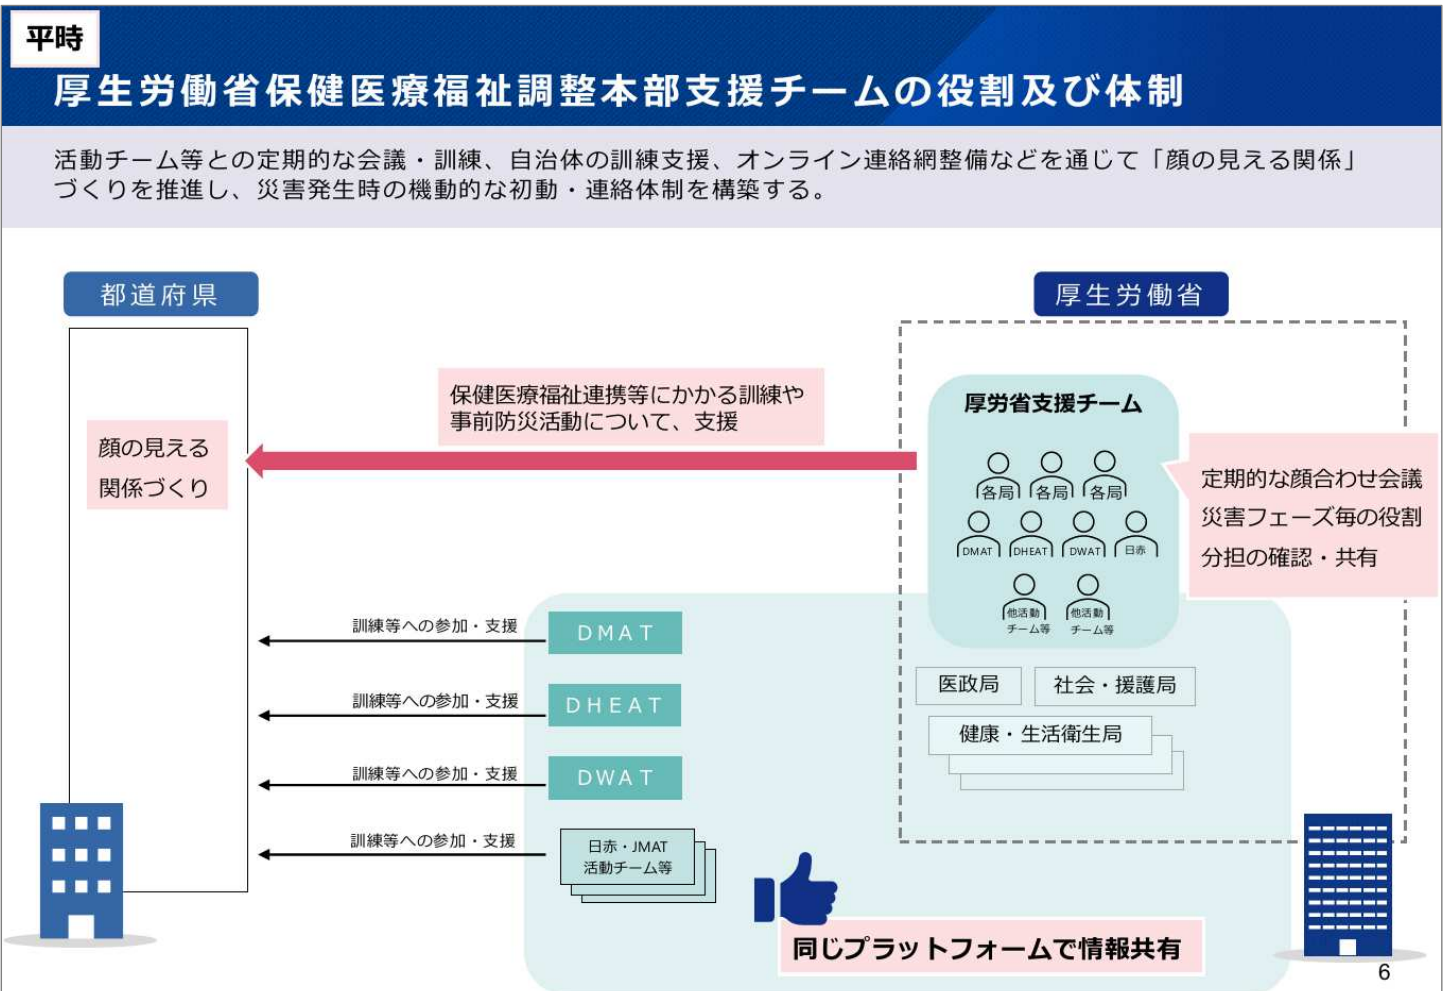 平時
厚生労働省保健医療福祉調整本部支援チームの役割及び体制
活動チーム等との定期的な会議・訓練、自治体の訓練支援、オンライン連絡網整備などを通じて「顔の見える関係」
づくりを推進し、災害発生時の機動的な初動・連絡体制を構築する。
都道府県
厚生労働省
顔の見える
関係づくり
保健医療福祉連携等にかかる訓練や
事前防災活動について、支援
厚労省支援チーム
各局 各局 各局
DMAT DHEAT DWAT 日赤
他活動 他活動
チーム等 チーム等
定期的な顔合わせ会議
災害フェーズ毎の役割
分担の確認・共有
訓練等への参加・支援
DMAT
訓練等への参加・支援
DHEAT
訓練等への参加・支援
DWAT
訓練等への参加・支援
日赤・JMAT
活動チーム等
医政局
社会・援護局
健康・生活衛生局
同じプラットフォームで情報共有
6